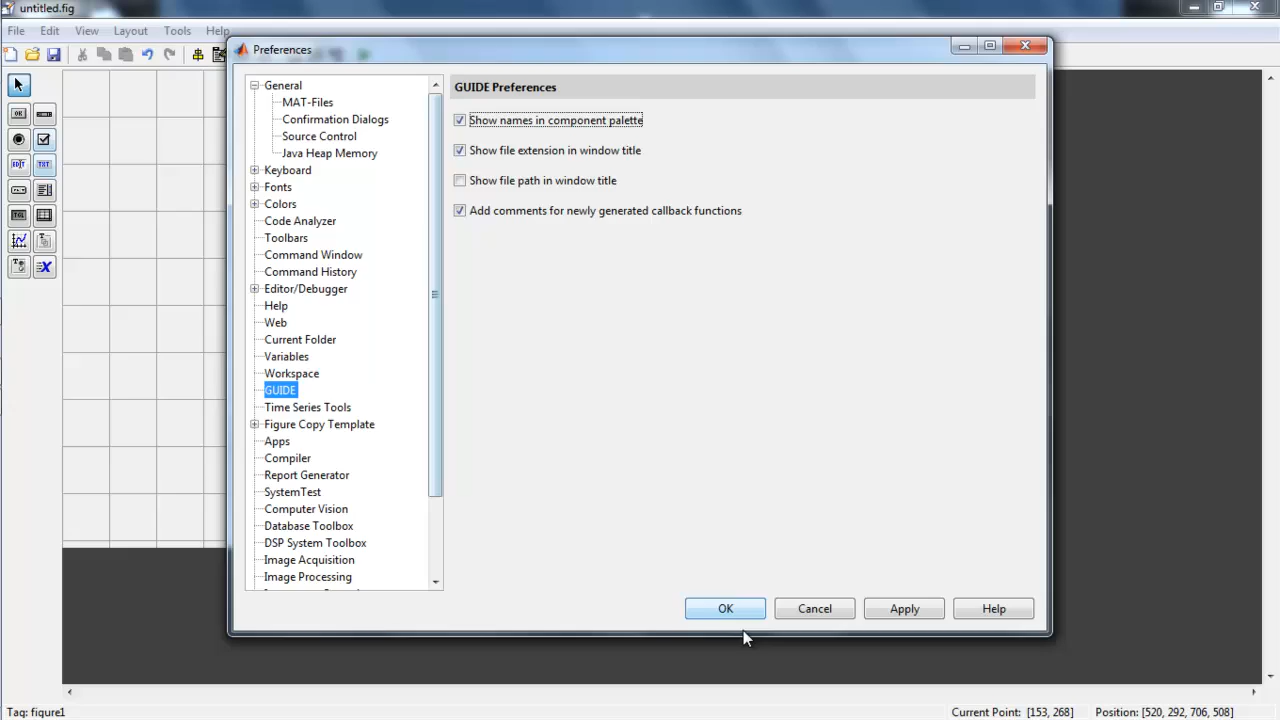 untitled.fig
File Edit View Layout Tools Help
Preferences
General
MAT-Files
Confirmation Dialogs
Source Control
Java Heap Memory
Keyboard
Fonts
Colors
Code Analyzer
Toolbars
Command Window
Command History
Editor/Debugger
Help
Web
Current Folder
Variables
Workspace
GUIDE
Time Series Tools
Figure Copy Template
Apps
Compiler
Report Generator
SystemTest
Computer Vision
Database Toolbox
DSP System Toolbox
Image Acquisition
Image Processing
GUIDE Preferences
Show names in component palette
Show file extension in window title
Show file path in window title
Add comments for newly generated callback functions
OK Cancel Apply Help
OK
EDIT TXT
TGL
Tag: figure1
Current Point: [153, 268] Position: [520, 292, 706, 508]